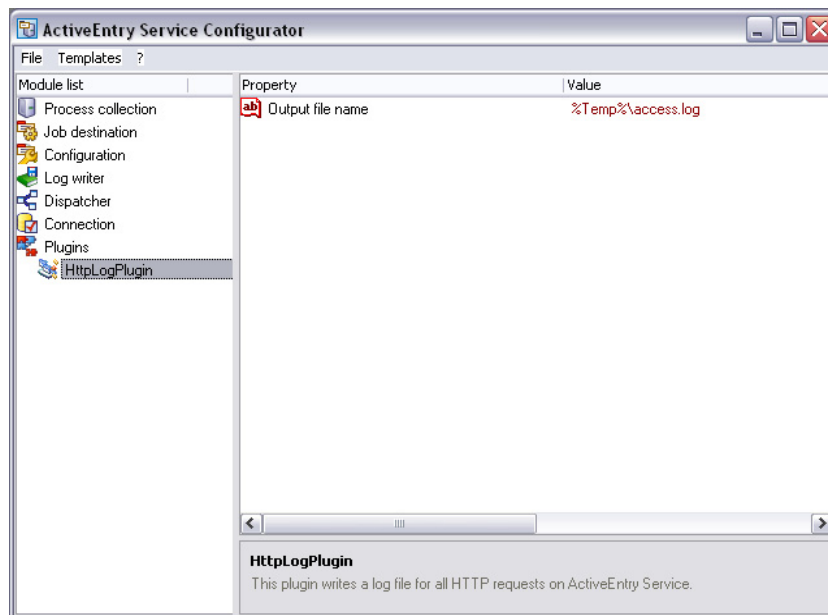 ActiveEntry Service Configurator
File Templates ?
Module list
Property Value
Process collection
Job destination
Configuration
Log writer
Dispatcher
Connection
Plugins
HttpLogPlugin
ab Output file name %Temp%\access.log
HttpLogPlugin
This plugin writes a log file for all HTTP requests on ActiveEntry Service.